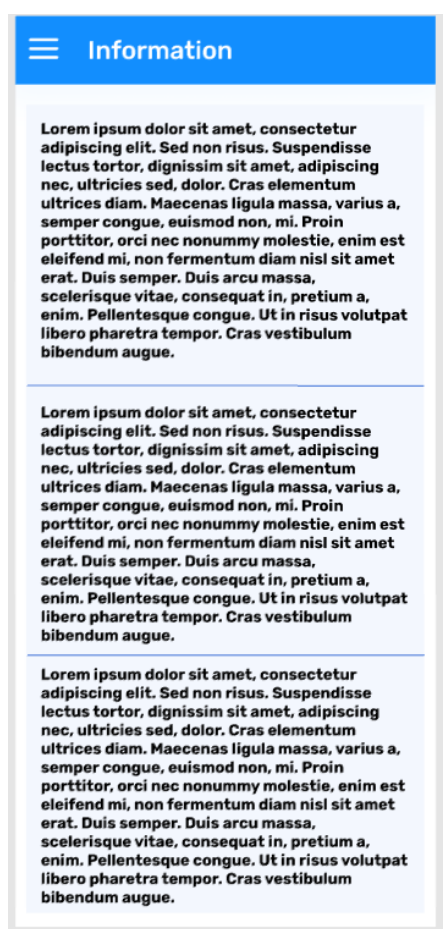 Information
Lorem ipsum dolor sit amet, consectetur
adipiscing elit. Sed non risus. Suspendisse
lectus tortor, dignissim sit amet, adipiscing
nec, ultricies sed, dolor. Cras elementum
ultrices diam. Maecenas ligula massa, varius a,
semper congue, euismod non, mi. Proin
porttitor, orci nec nonummy molestie, enim est
eleifend mi, non fermentum diam nisl sit amet
erat. Duis semper. Duis arcu massa,
scelerisque vitae, consequat in, pretium a,
enim. Pellentesque congue. Ut in risus volutpat
libero pharetra tempor. Cras vestibulum
bibendum augue.
Lorem ipsum dolor sit amet, consectetur
adipiscing elit. Sed non risus. Suspendisse
lectus tortor, dignissim sit amet, adipiscing
nec, ultricies sed, dolor. Cras elementum
ultrices diam. Maecenas ligula massa, varius a,
semper congue, euismod non, mi. Proin
porttitor, orci nec nonummy molestie, enim est
eleifend mi, non fermentum diam nisl sit amet
erat. Duis semper. Duis arcu massa,
scelerisque vitae, consequat in, pretium a,
enim. Pellentesque congue. Ut in risus volutpat
libero pharetra tempor. Cras vestibulum
bibendum augue.
Lorem ipsum dolor sit amet, consectetur
adipiscing elit. Sed non risus. Suspendisse
lectus tortor, dignissim sit amet, adipiscing
nec, ultricies sed, dolor. Cras elementum
ultrices diam. Maecenas ligula massa, varius a,
semper congue, euismod non, mi. Proin
porttitor, orci nec nonummy molestie, enim est
eleifend mi, non fermentum diam nisl sit amet
erat. Duis semper. Duis arcu massa,
scelerisque vitae, consequat in, pretium a,
enim. Pellentesque congue. Ut in risus volutpat
libero pharetra tempor. Cras vestibulum
bibendum augue.